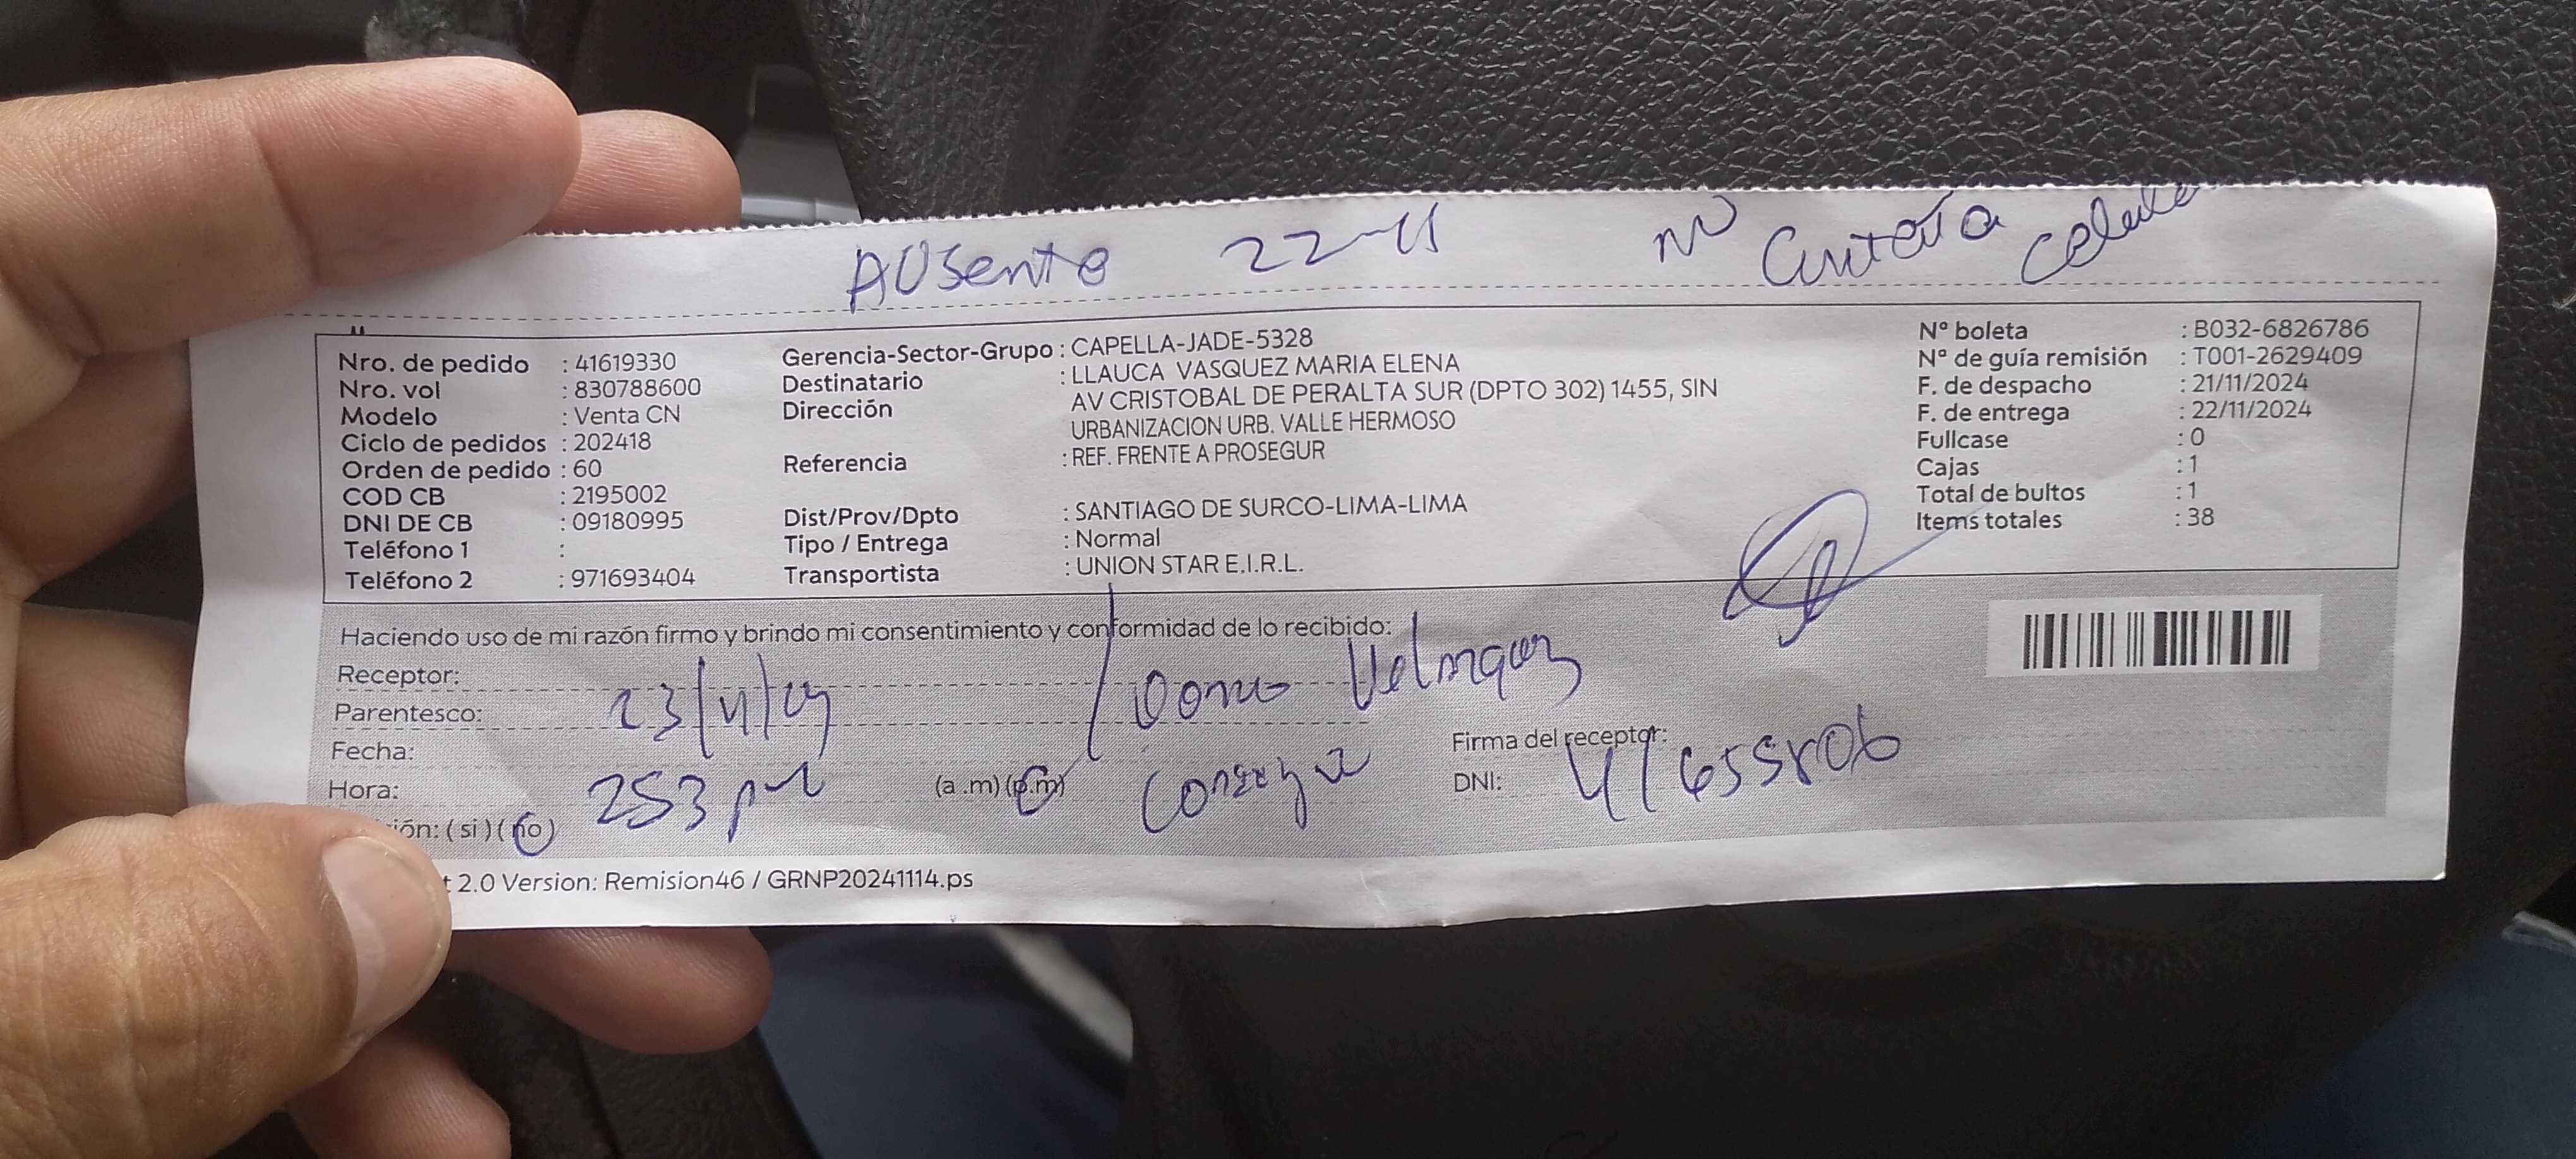 AUSente 22-11 no Contesta Celular
Nro. de pedido : 41619330
Nro. vol : 830788600
Modelo : Venta CN
Ciclo de pedidos : 202418
Orden de pedido : 60
COD CB : 2195002
DNI DE CB : 09180995
Teléfono 1 :
Teléfono 2 : 971693404
Gerencia-Sector-Grupo : CAPELLA-JADE-5328
Destinatario : LLAUCA VASQUEZ MARIA ELENA
Dirección AV CRISTOBAL DE PERALTA SUR (DPTO 302) 1455, SIN
URBANIZACION URB. VALLE HERMOSO
Referencia : REF. FRENTE A PROSEGUR
Dist/Prov/Dpto : SANTIAGO DE SURCO-LIMA-LIMA
Tipo / Entrega : Normal
Transportista : UNION STAR E.I.R.L.
Nº boleta : B032-6826786
Nº de guía remisión : T001-2629409
F. de despacho : 21/11/2024
F. de entrega : 22/11/2024
Fullcase : 0
Cajas : 1
Total de bultos : 1
Items totales : 38
Haciendo uso de mi razón firmo y brindo mi consentimiento y conformidad de lo recibido:
Receptor:
Parentesco: 23/11/24
Fecha:
Hora: 253 pm (a .m) (p.m)
ión: ( si ) ( no )
Firma del receptor:
DNI:
t 2.0 Version: Remision46 / GRNP20241114.ps